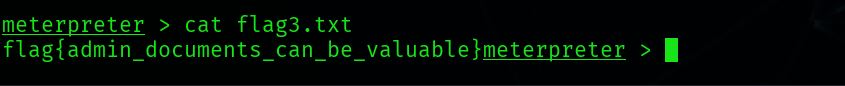 meterpreter > cat flag3.txt
flag{admin_documents_can_be_valuable}meterpreter >